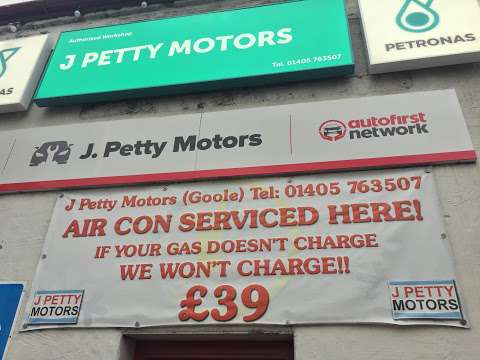 Authorised Workshop
J PETTY MOTORS
Tel. 01405 763507
PETRONAS
NAS
J. Petty Motors
autofirst
network
J Petty Motors (Goole) Tel: 01405 763507
AIR CON SERVICED HERE!
IF YOUR GAS DOESN'T CHARGE
WE WON'T CHARGE!!
£39
J PETTY
MOTORS
J PETTY
MOTORS